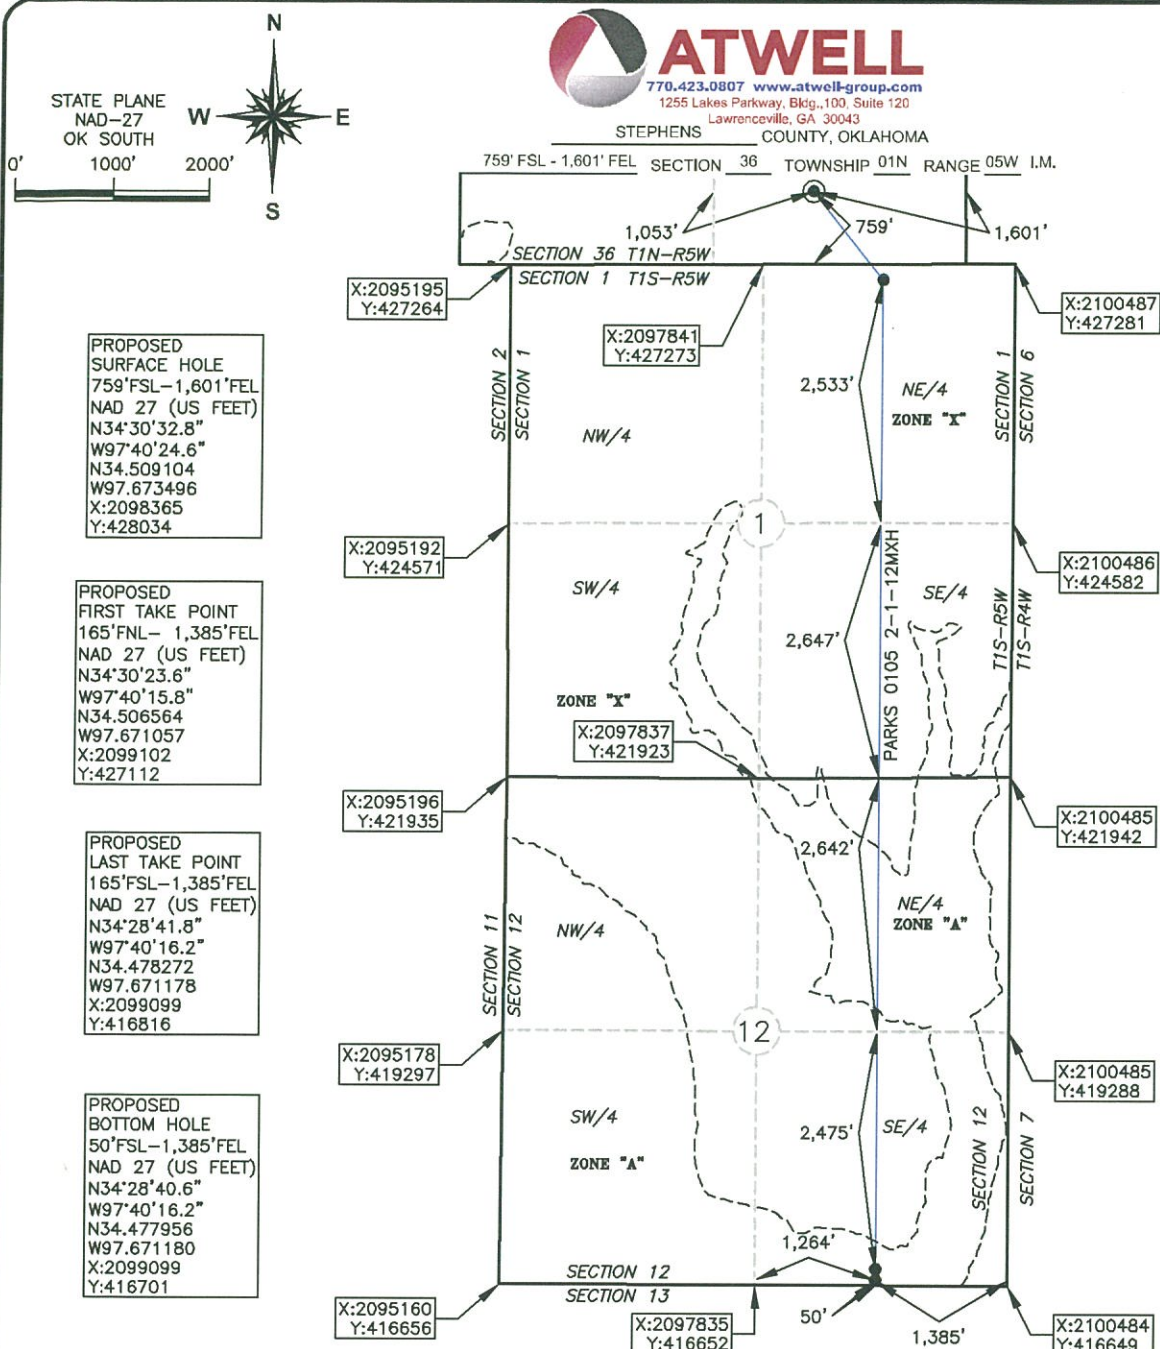 N
W
E
S
STATE PLANE
NAD-27
OK SOUTH
0' 1000' 2000'
ATWELL
770.423.0807 www.atwell-group.com
1255 Lakes Parkway, Bldg.,100, Suite 120
Lawrenceville, GA 30043
STEPHENS COUNTY, OKLAHOMA
759' FSL - 1,601' FEL SECTION 36 TOWNSHIP 01N RANGE 05W I.M.
1,053'
759'
1,601'
SECTION 36 T1N-R5W
SECTION 1 T1S-R5W
X:2095195
Y:427264
X:2097841
Y:427273
X:2100487
Y:427281
PROPOSED
SURFACE HOLE
759'FSL-1,601'FEL
NAD 27 (US FEET)
N34°30'32.8"
W97°40'24.6"
N34.509104
W97.673496
X:2098365
Y:428034
SECTION 2
SECTION 1
2,533'
NE/4
ZONE "X"
NW/4
SECTION 1
SECTION 6
1
X:2095192
Y:424571
X:2100486
Y:424582
PROPOSED
FIRST TAKE POINT
165'FNL- 1,385'FEL
NAD 27 (US FEET)
N34°30'23.6"
W97°40'15.8"
N34.506564
W97.671057
X:2099102
Y:427112
SW/4
SE/4
2,647'
PARKS 0105 2-1-12MXH
T1S-R5W
T1S-R4W
ZONE "X"
X:2097837
Y:421923
X:2095196
Y:421935
X:2100485
Y:421942
PROPOSED
LAST TAKE POINT
165'FSL-1,385'FEL
NAD 27 (US FEET)
N34°28'41.8"
W97°40'16.2"
N34.478272
W97.671178
X:2099099
Y:416816
2,642'
NE/4
ZONE "A"
NW/4
SECTION 11
SECTION 12
12
X:2095178
Y:419297
X:2100485
Y:419288
PROPOSED
BOTTOM HOLE
50'FSL-1,385'FEL
NAD 27 (US FEET)
N34°28'40.6"
W97°40'16.2"
N34.477956
W97.671180
X:2099099
Y:416701
SW/4
2,475'
SE/4
ZONE "A"
SECTION 12
SECTION 7
1,264'
SECTION 12
SECTION 13
X:2095160
Y:416656
X:2097835
Y:416652
50'
1,385'
X:2100484
Y:416649